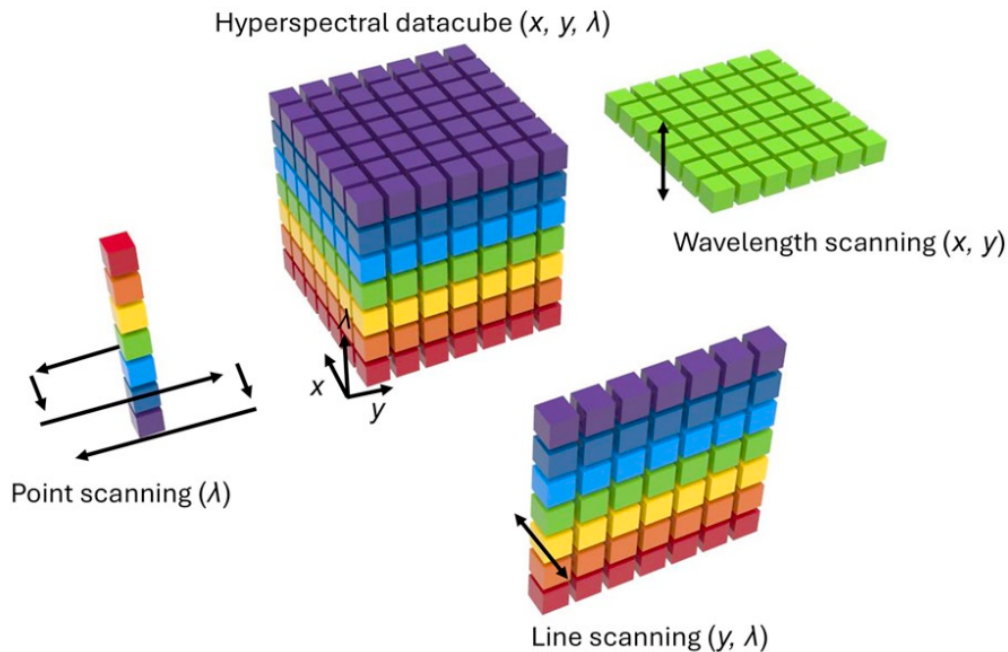 Hyperspectral datacube (x, y, λ)
Wavelength scanning (x, y)
λ
x
y
Point scanning (λ)
Line scanning (y, λ)